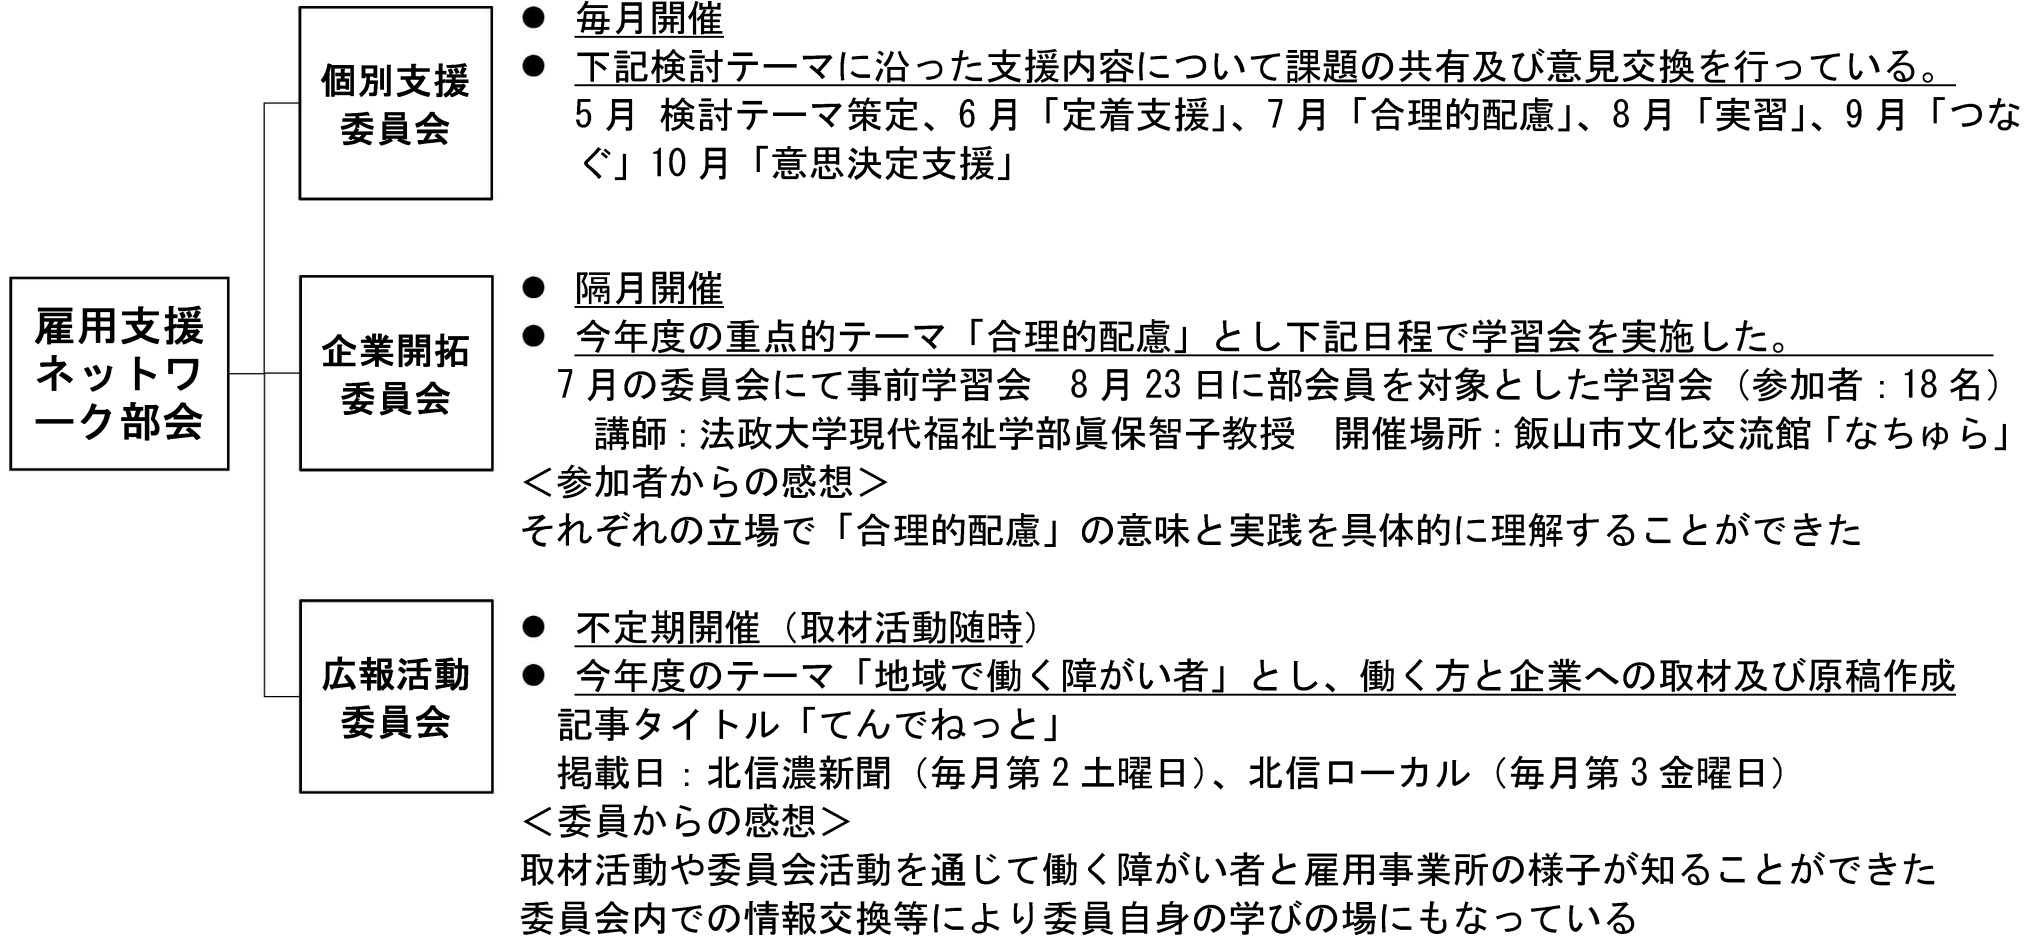 雇用支援
ネットワ
ーク部会
個別支援
委員会
● 毎月開催
● 下記検討テーマに沿った支援内容について課題の共有及び意見交換を行っている。
5月 検討テーマ策定、6月「定着支援」、7月「合理的配慮」、8月「実習」、9月「つな
ぐ」10月「意思決定支援」
企業開拓
委員会
● 隔月開催
● 今年度の重点的テーマ「合理的配慮」とし下記日程で学習会を実施した。
7月の委員会にて事前学習会　8月23日に部会員を対象とした学習会（参加者：18名）
講師：法政大学現代福祉学部眞保智子教授　開催場所：飯山市文化交流館「なちゅら」
＜参加者からの感想＞
それぞれの立場で「合理的配慮」の意味と実践を具体的に理解することができた
広報活動
委員会
● 不定期開催（取材活動随時）
● 今年度のテーマ「地域で働く障がい者」とし、働く方と企業への取材及び原稿作成
記事タイトル「てんでねっと」
掲載日：北信濃新聞（毎月第2土曜日）、北信ローカル（毎月第3金曜日）
＜委員からの感想＞
取材活動や委員会活動を通じて働く障がい者と雇用事業所の様子が知ることができた
委員会内での情報交換等により委員自身の学びの場にもなっている